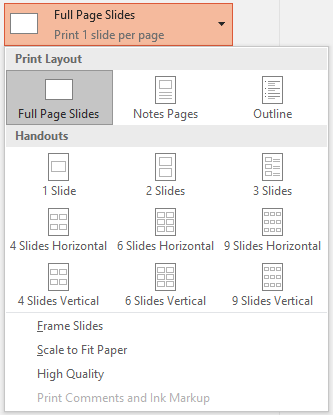 Full Page Slides
Print 1 slide per page
Print Layout
Full Page Slides Notes Pages Outline
Handouts
1 Slide 2 Slides 3 Slides
4 Slides Horizontal 6 Slides Horizontal 9 Slides Horizontal
4 Slides Vertical 6 Slides Vertical 9 Slides Vertical
Frame Slides
Scale to Fit Paper
High Quality
Print Comments and Ink Markup